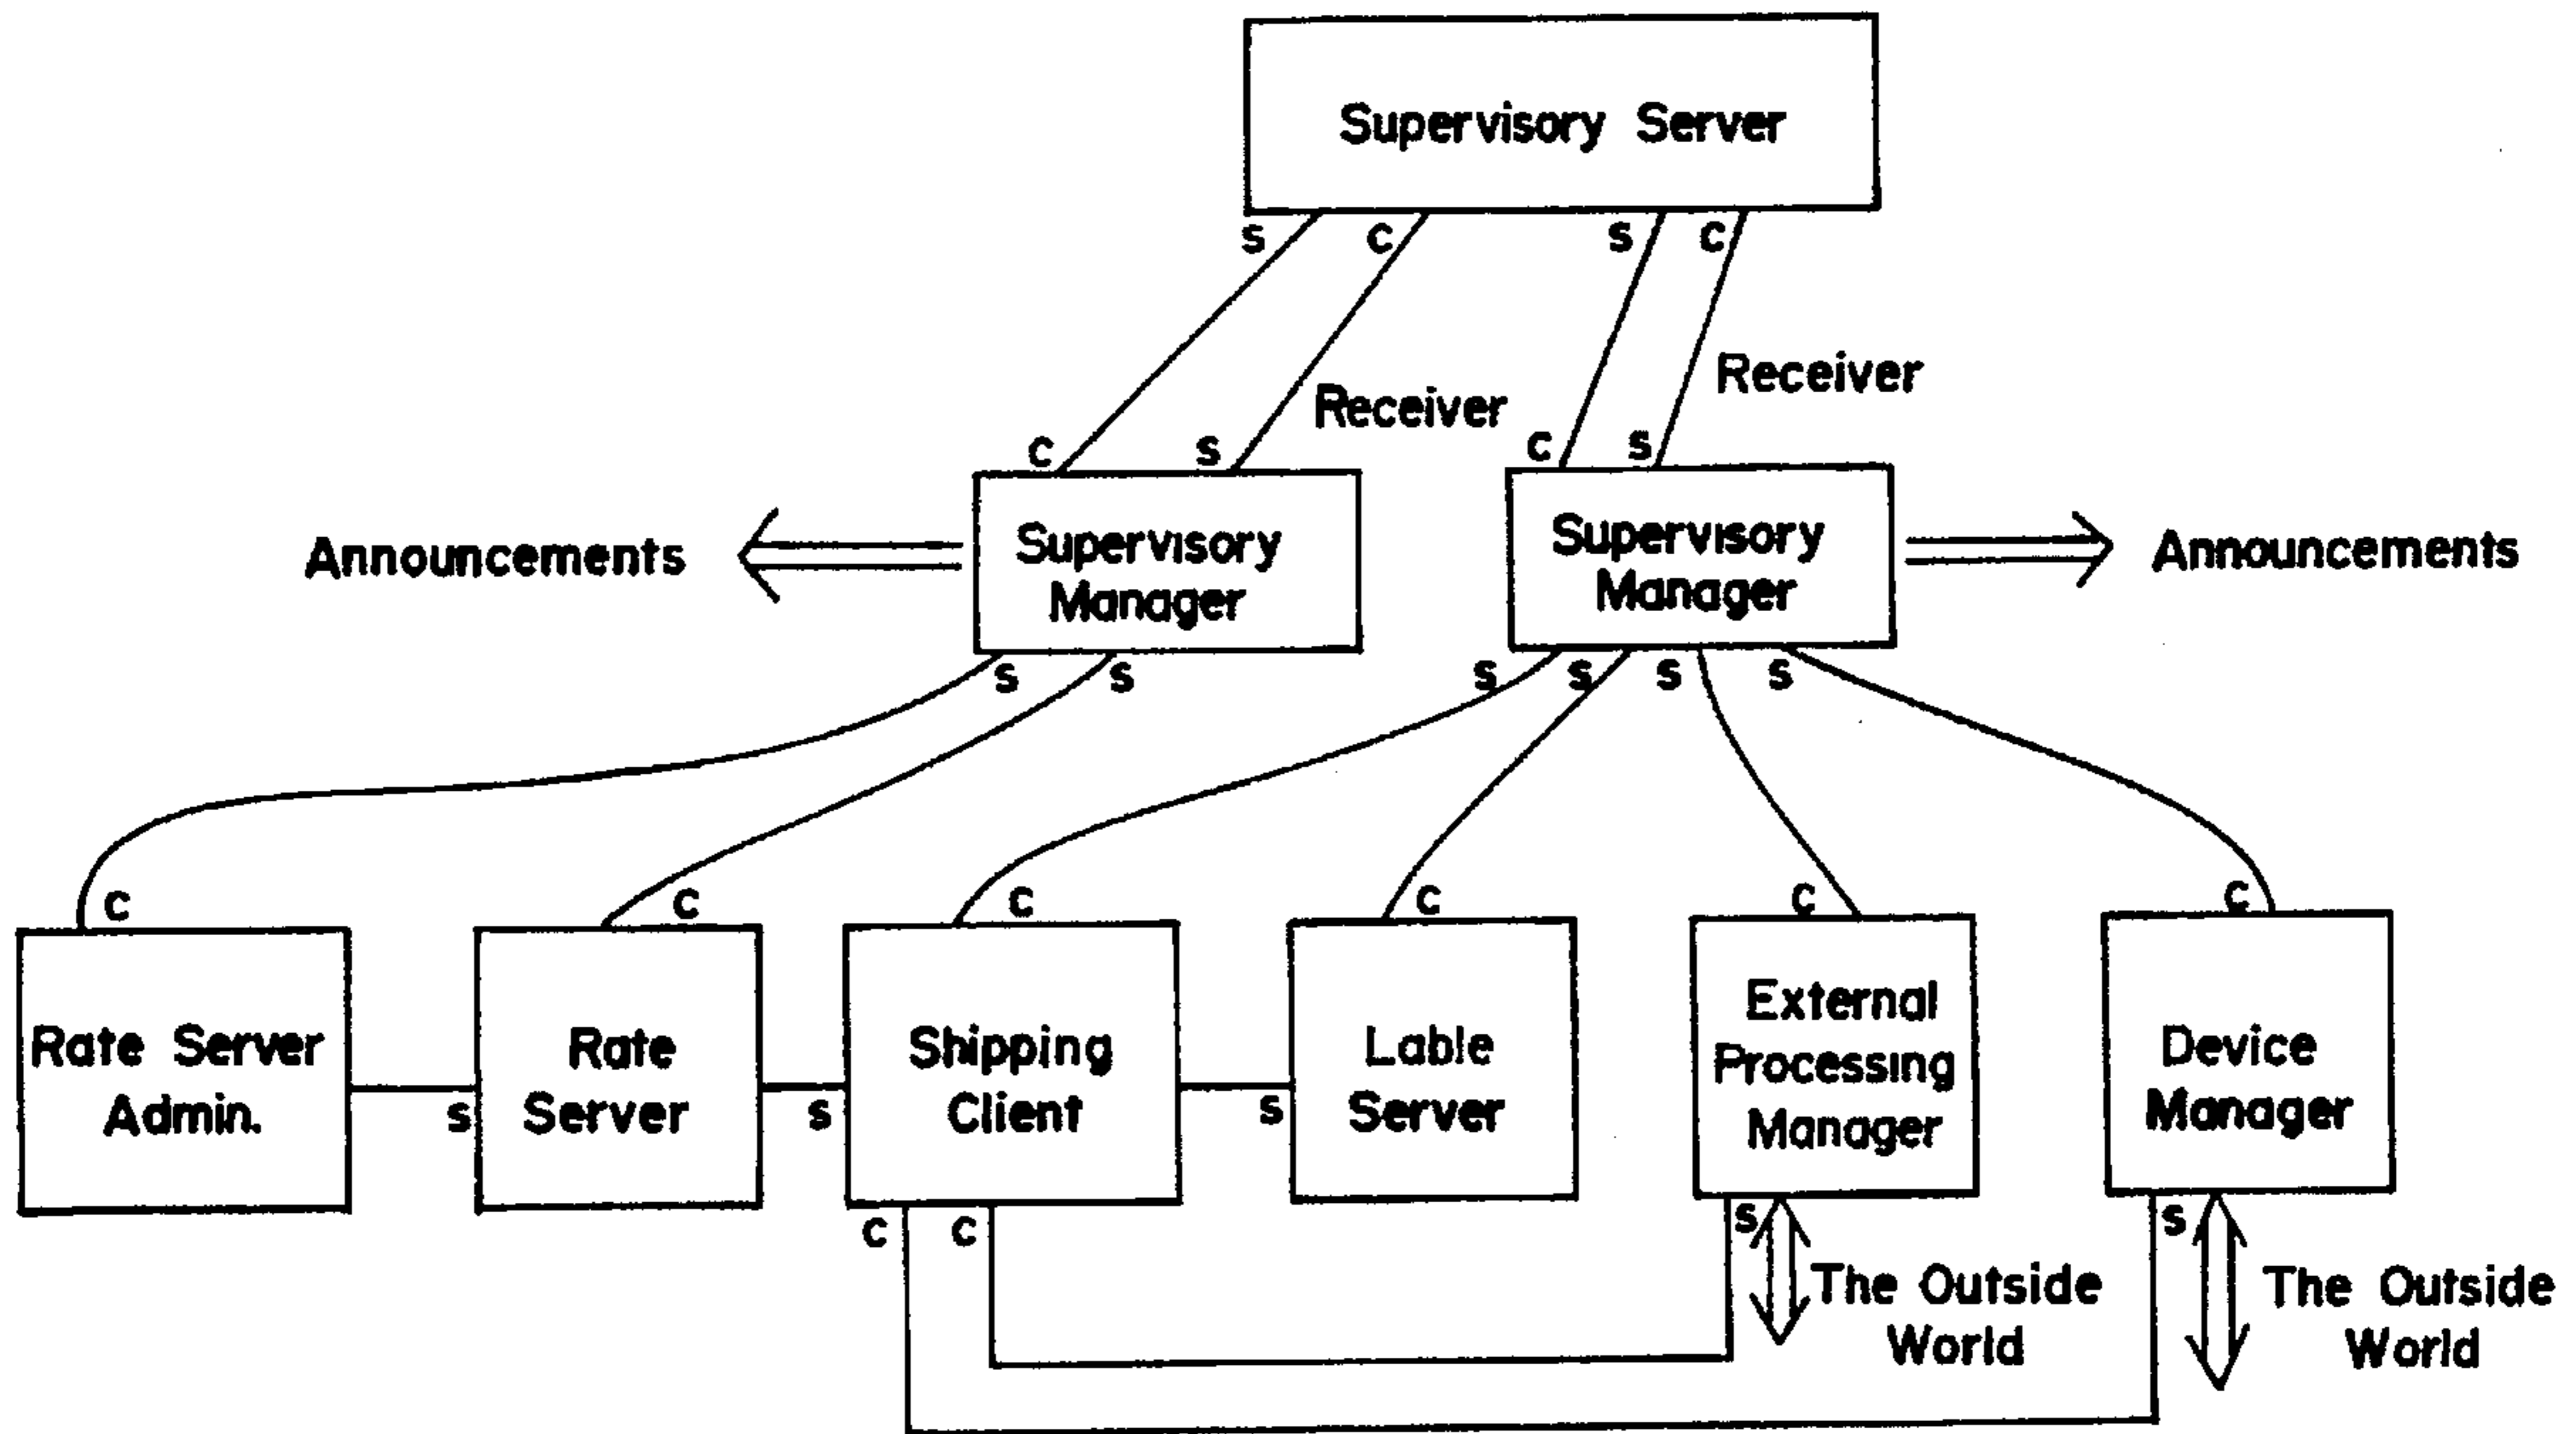 Supervisory Server
S
C
S
C
Receiver
Receiver
C
S
C
S
Announcements
Supervisory
Manager
Supervisory
Manager
Announcements
S
S
S
S
S
S
C
C
C
C
C
C
Rate Server
Admin.
S
Rate
Server
S
Shipping
Client
S
Lable
Server
External
Processing
Manager
Device
Manager
C
C
S
The Outside
World
S
The Outside
World